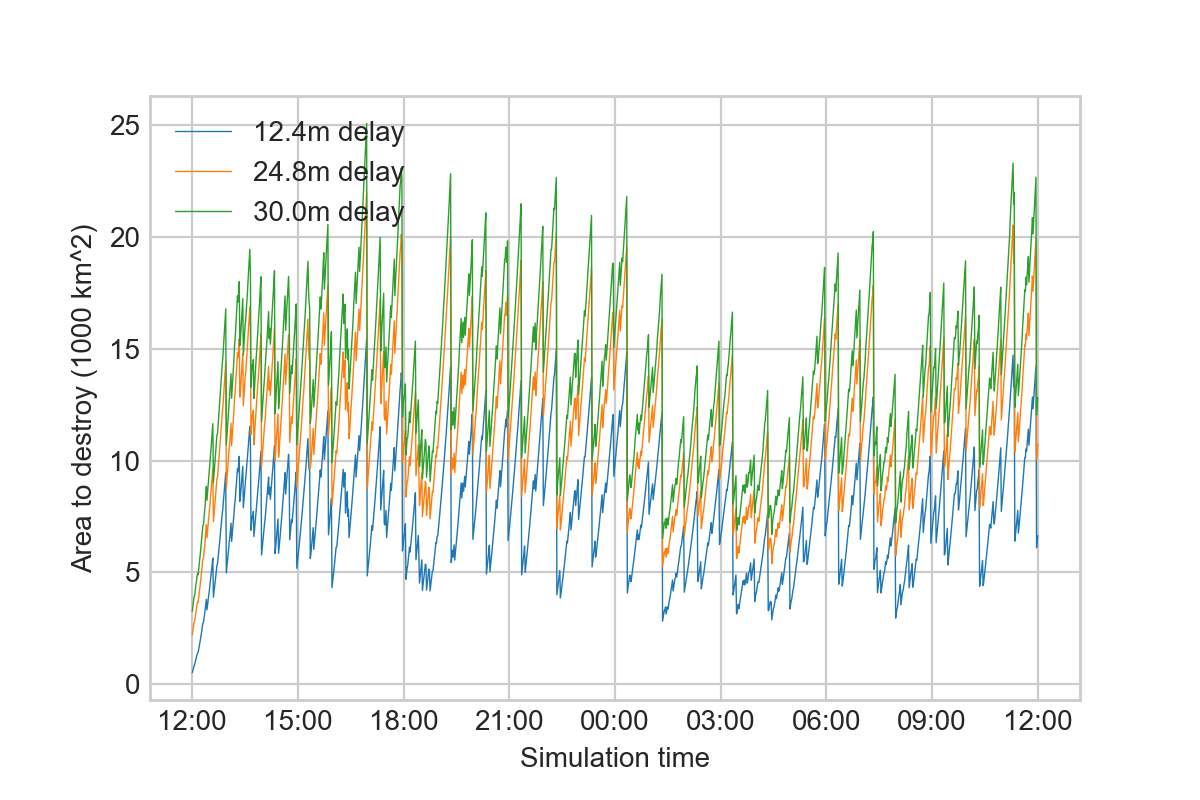 12.4m delay
24.8m delay
30.0m delay
Area to destroy (1000 km^2)
25
20
15
10
5
0
12:00 15:00 18:00 21:00 00:00 03:00 06:00 09:00 12:00
Simulation time